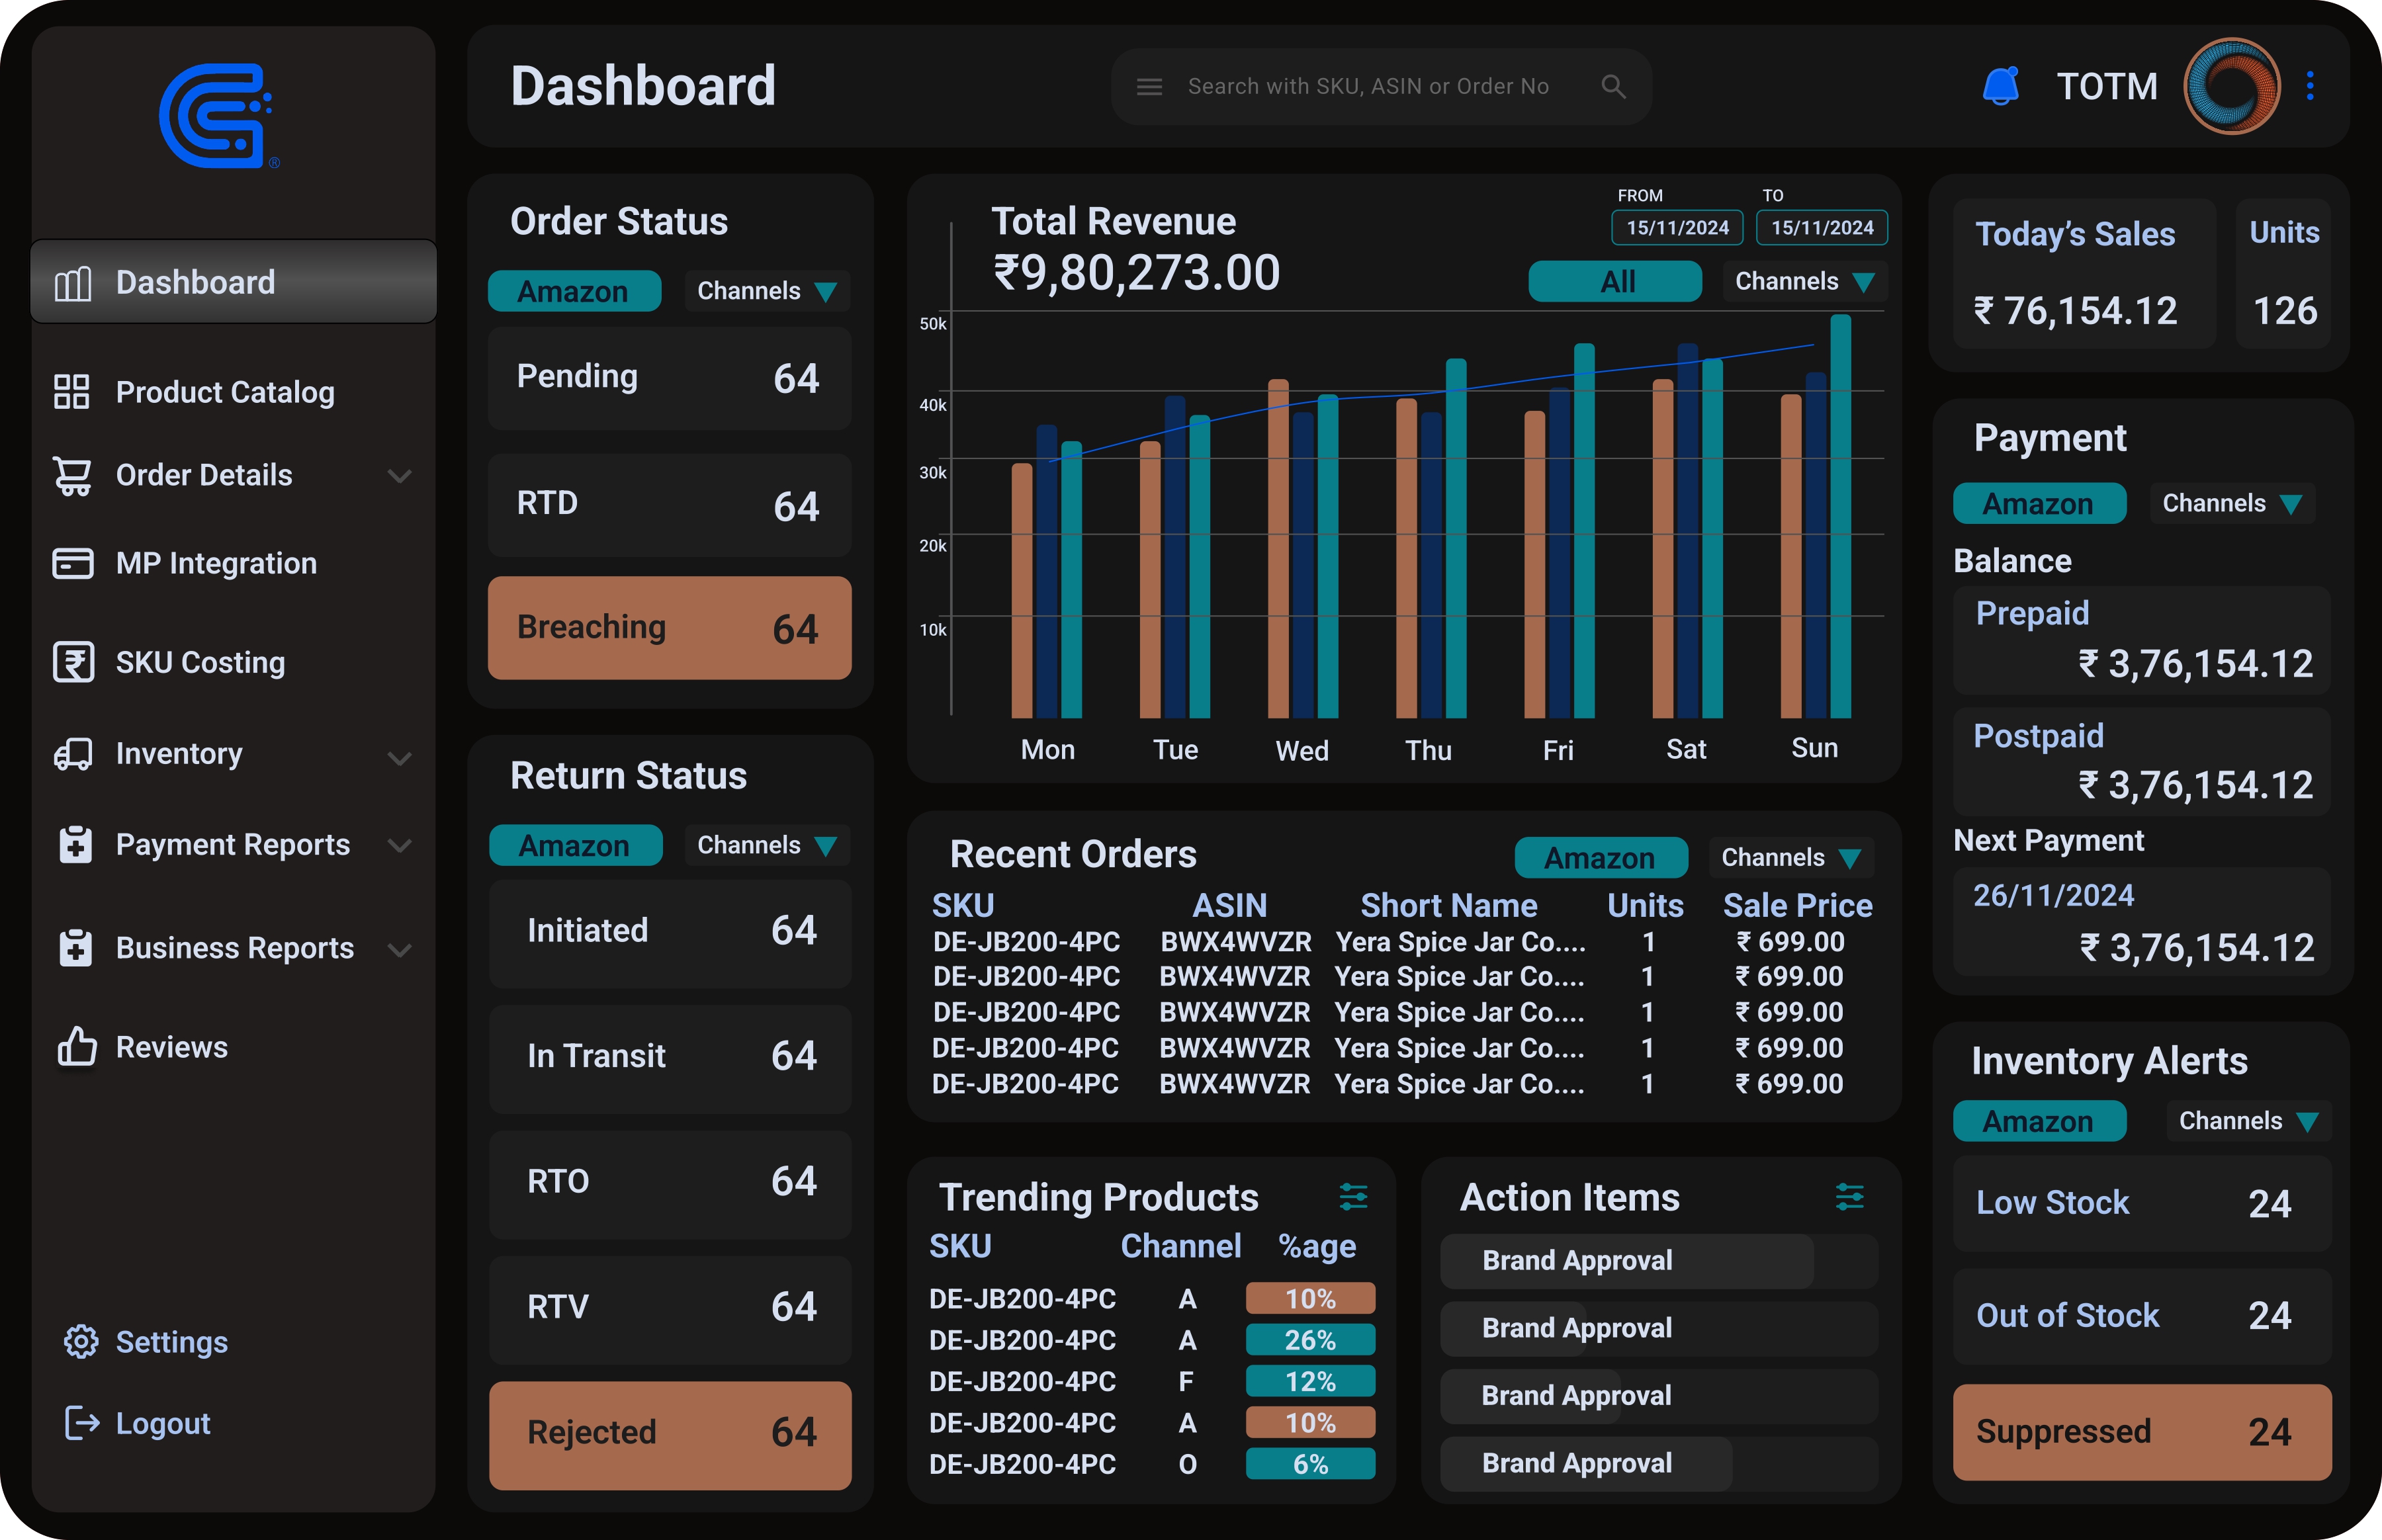 ®
Dashboard
Product Catalog
Order Details
MP Integration
SKU Costing
Inventory
Payment Reports
Business Reports
Reviews
Settings
Logout
Dashboard
Search with SKU, ASIN or Order No
TOTM
Order Status
Amazon Channels
Pending 64
RTD 64
Breaching 64
Return Status
Amazon Channels
Initiated 64
In Transit 64
RTO 64
RTV 64
Rejected 64
Total Revenue
₹9,80,273.00
FROM TO
15/11/2024 15/11/2024
All Channels
50k
40k
30k
20k
10k
Mon Tue Wed Thu Fri Sat Sun
Recent Orders
Amazon Channels
SKU ASIN Short Name Units Sale Price
DE-JB200-4PC BWX4WVZR Yera Spice Jar Co.... 1 ₹ 699.00
DE-JB200-4PC BWX4WVZR Yera Spice Jar Co.... 1 ₹ 699.00
DE-JB200-4PC BWX4WVZR Yera Spice Jar Co.... 1 ₹ 699.00
DE-JB200-4PC BWX4WVZR Yera Spice Jar Co.... 1 ₹ 699.00
DE-JB200-4PC BWX4WVZR Yera Spice Jar Co.... 1 ₹ 699.00
Trending Products
SKU Channel %age
DE-JB200-4PC A 10%
DE-JB200-4PC A 26%
DE-JB200-4PC F 12%
DE-JB200-4PC A 10%
DE-JB200-4PC O 6%
Action Items
Brand Approval
Brand Approval
Brand Approval
Brand Approval
Today’s Sales Units
₹ 76,154.12 126
Payment
Amazon Channels
Balance
Prepaid
₹ 3,76,154.12
Postpaid
₹ 3,76,154.12
Next Payment
26/11/2024
₹ 3,76,154.12
Inventory Alerts
Amazon Channels
Low Stock 24
Out of Stock 24
Suppressed 24